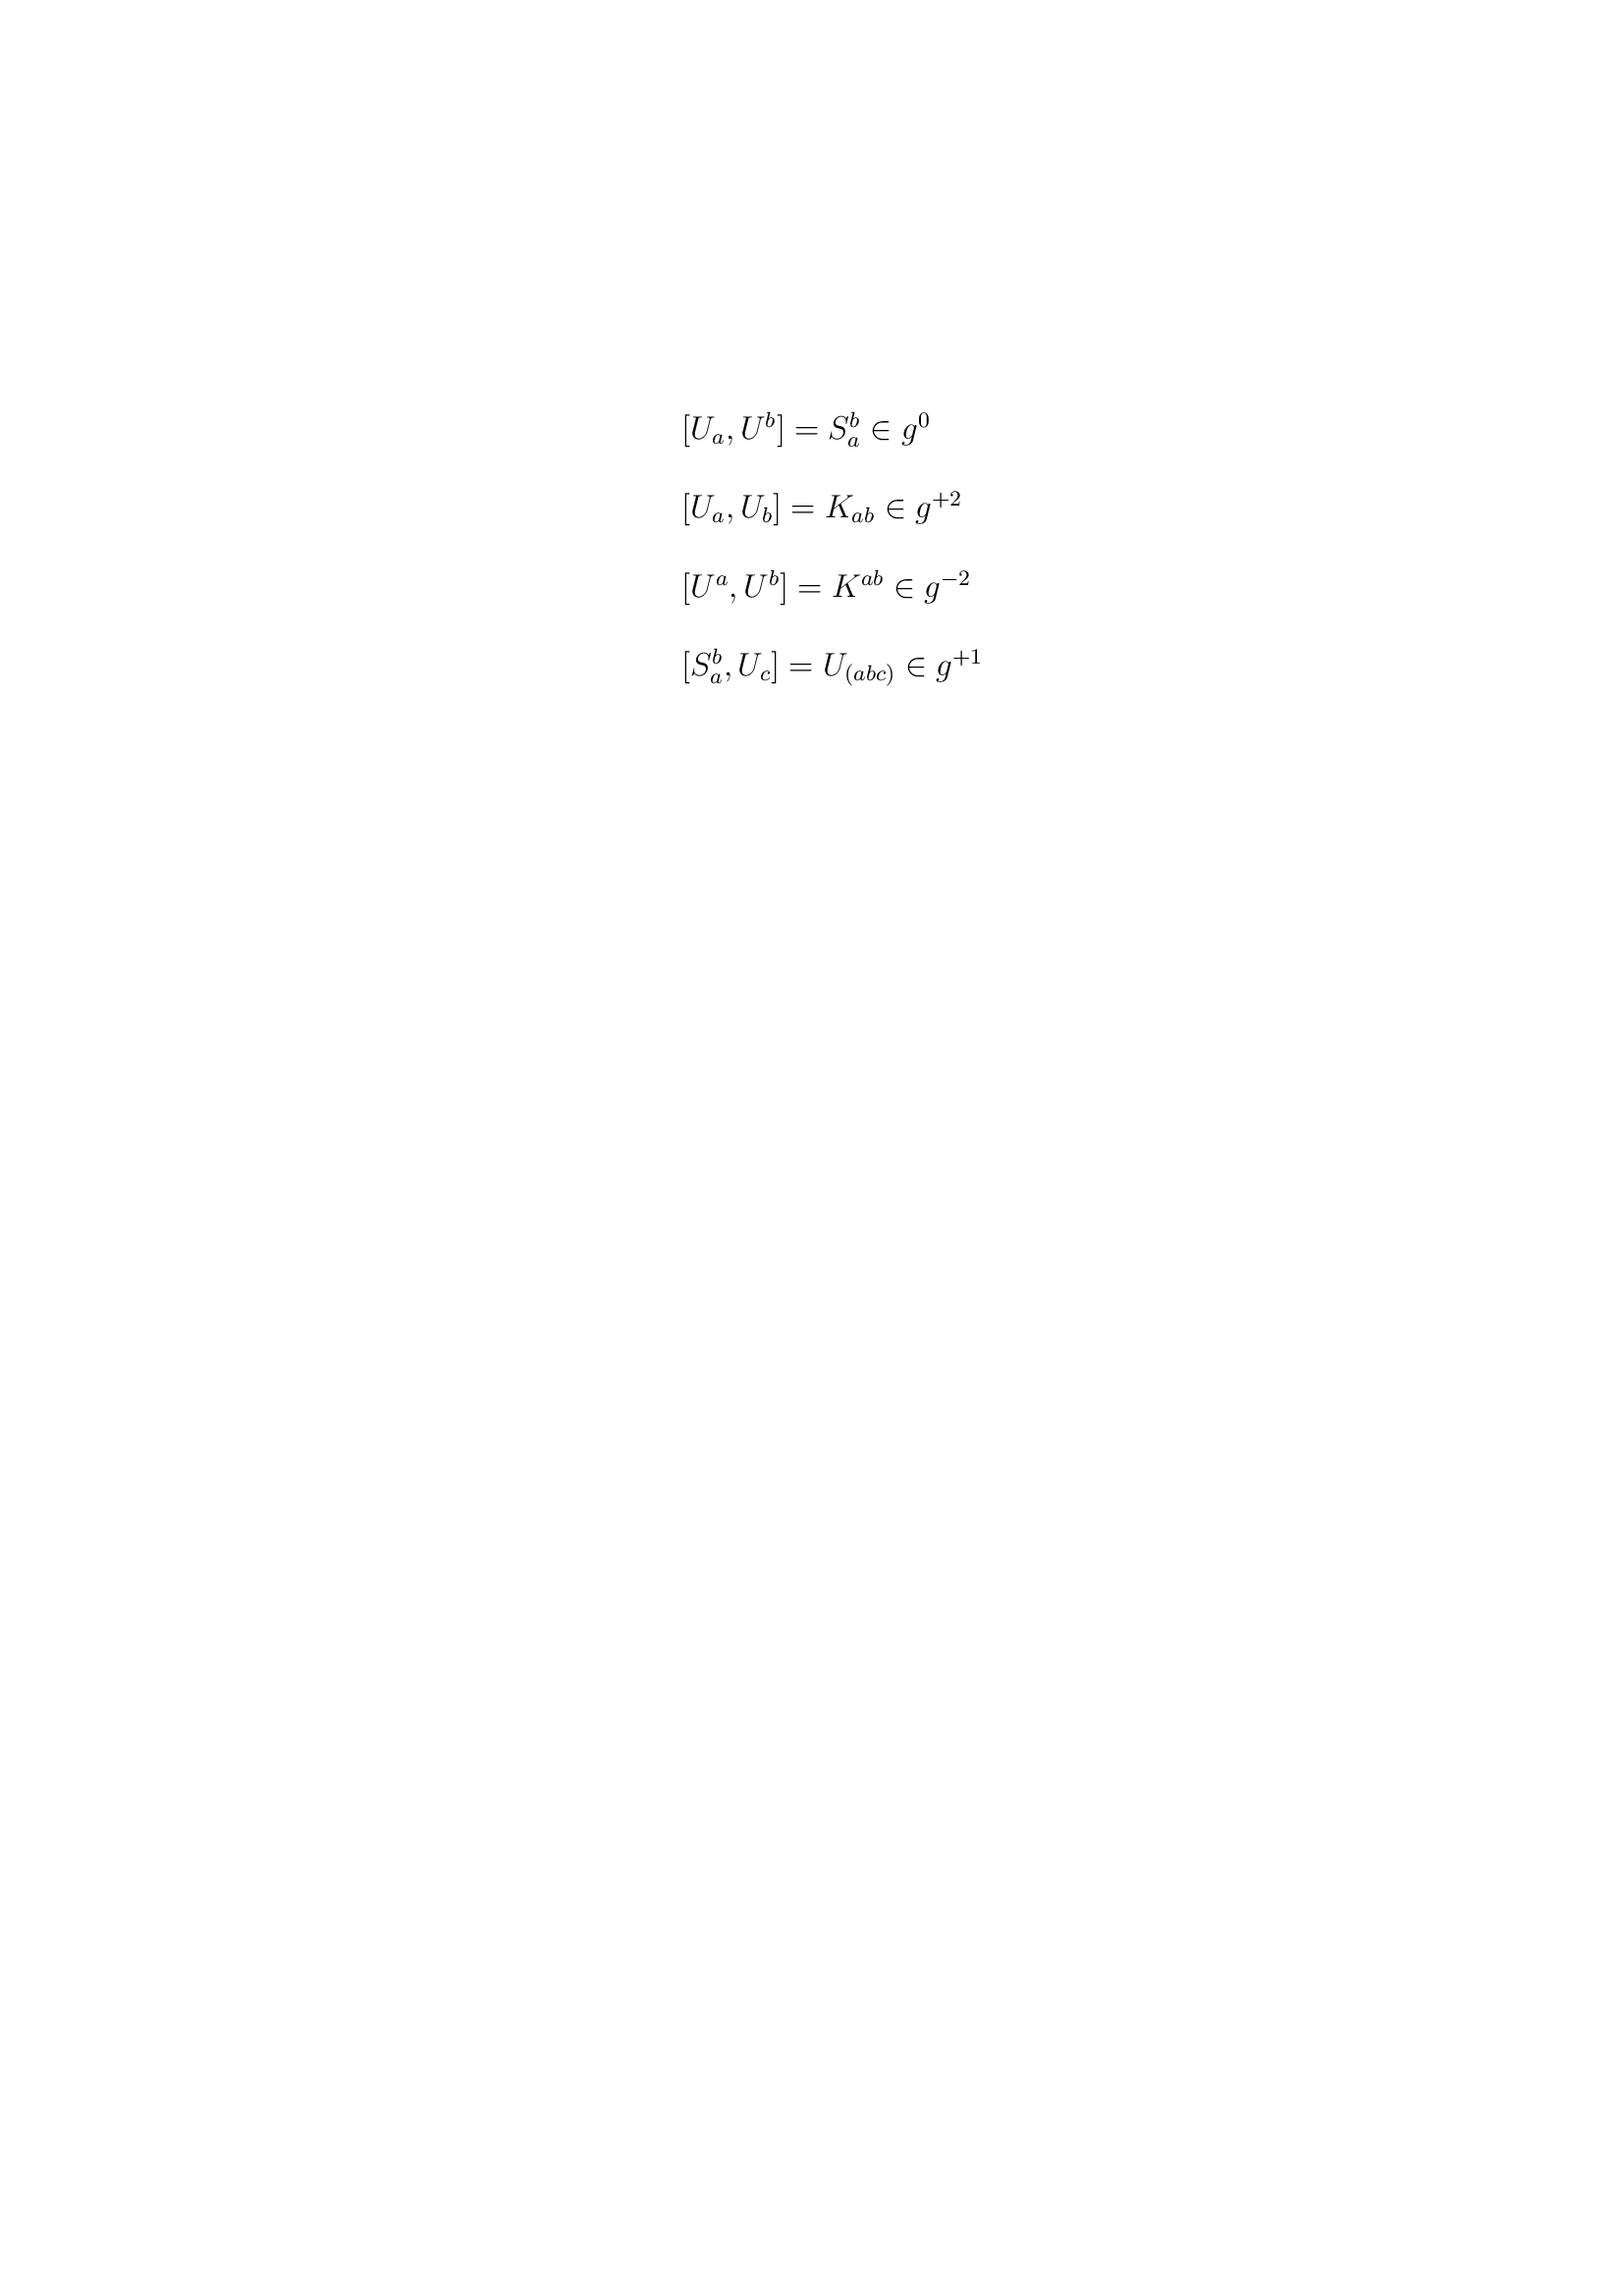 $[U_a, U^b] = S_a^b \in g^0$
$[U_a, U_b] = K_{ab} \in g^{+2}$
$[U^a, U^b] = K^{ab} \in g^{-2}$
$[S_a^b, U_c] = U_{(abc)} \in g^{+1}$